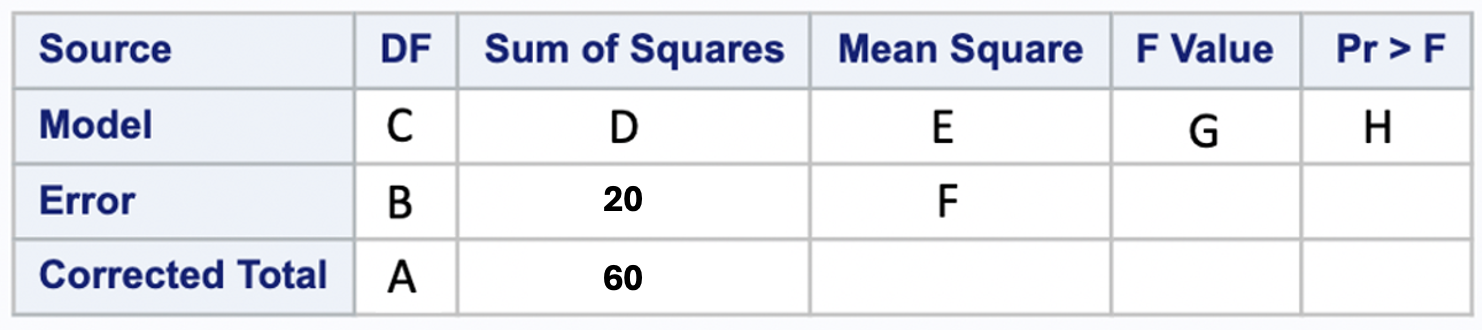 Source DF Sum of Squares Mean Square F Value Pr > F
Model C D E G H
Error B 20 F
Corrected Total A 60